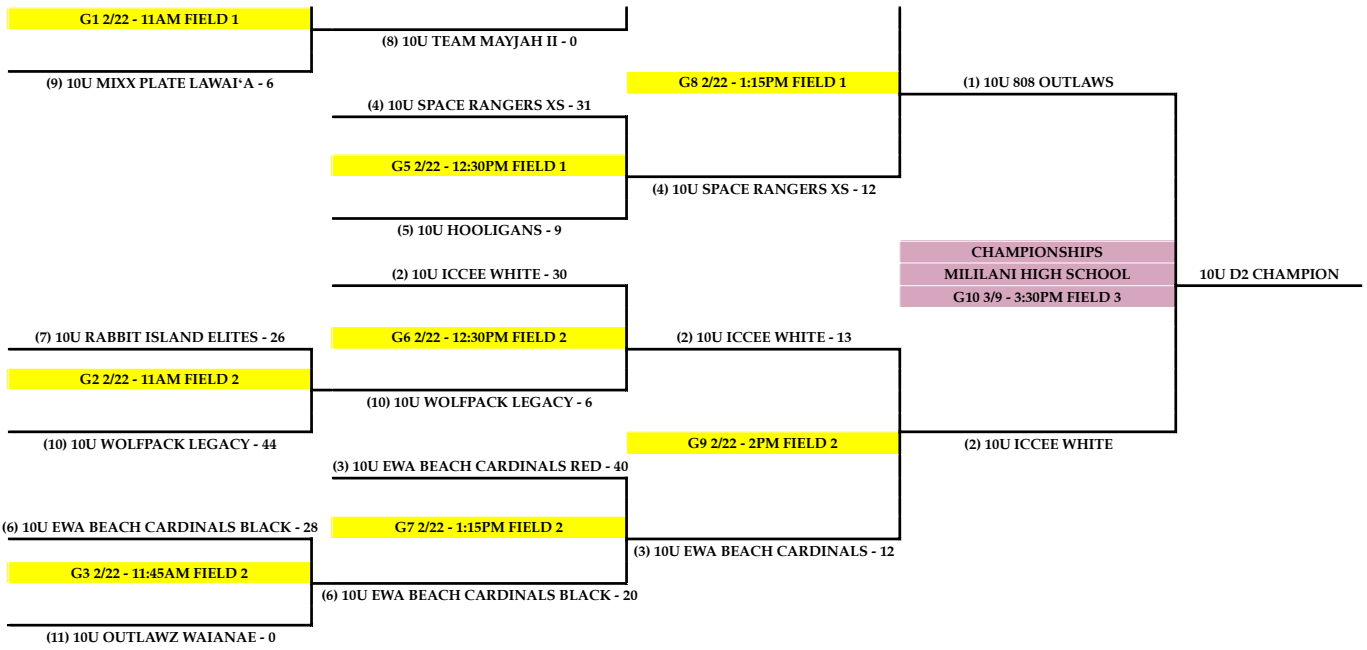 G1 2/22 - 11AM FIELD 1
(8) 10U TEAM MAYJAH II - 0
(9) 10U MIXX PLATE LAWAI‘A - 6
G8 2/22 - 1:15PM FIELD 1
(1) 10U 808 OUTLAWS
(4) 10U SPACE RANGERS XS - 31
G5 2/22 - 12:30PM FIELD 1
(4) 10U SPACE RANGERS XS - 12
(5) 10U HOOLIGANS - 9
CHAMPIONSHIPS
MILILANI HIGH SCHOOL
G10 3/9 - 3:30PM FIELD 3
10U D2 CHAMPION
(2) 10U ICCEE WHITE - 30
(7) 10U RABBIT ISLAND ELITES - 26
G6 2/22 - 12:30PM FIELD 2
(2) 10U ICCEE WHITE - 13
G2 2/22 - 11AM FIELD 2
(10) 10U WOLFPACK LEGACY - 6
(10) 10U WOLFPACK LEGACY - 44
G9 2/22 - 2PM FIELD 2
(2) 10U ICCEE WHITE
(3) 10U EWA BEACH CARDINALS RED - 40
(6) 10U EWA BEACH CARDINALS BLACK - 28
G7 2/22 - 1:15PM FIELD 2
(3) 10U EWA BEACH CARDINALS - 12
G3 2/22 - 11:45AM FIELD 2
(6) 10U EWA BEACH CARDINALS BLACK - 20
(11) 10U OUTLAWZ WAIANAE - 0